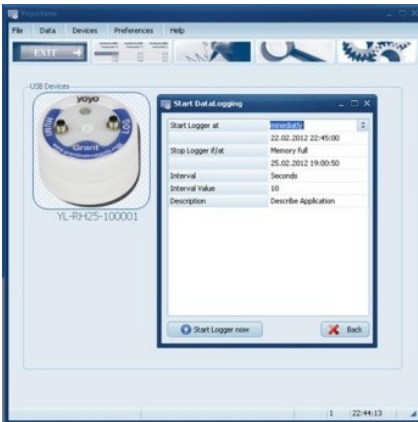 YoyoView
File Data Devices Preferences Help
EXIT
USB Devices
yoyo
Grant
YL-RH25-100001
Start DataLogging
Start Logger at immediatly
22.02.2012 22:45:00
Stop Logger if/at Memory full
25.02.2012 19:00:50
Interval Seconds
Interval Value 10
Description Describe Application
Start Logger now Back
1 22:44:13